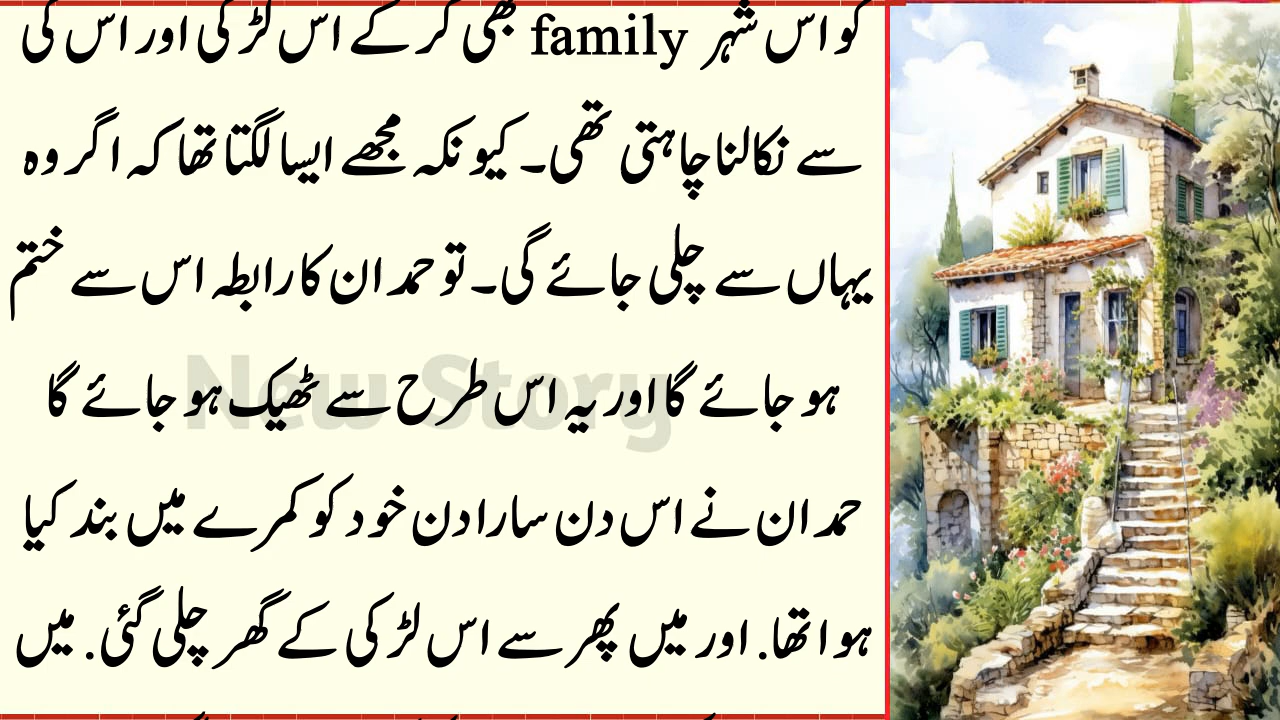 بھی کر کے اس لڑکی اور اس کی family کو اس شہر
سے نکالنا چاہتی تھی۔ کیونکہ مجھے ایسا لگتا تھا کہ اگر وہ
یہاں سے چلی جائے گی۔ تو حمدان کا رابطہ اس سے ختم
ہو جائے گا اور یہ اس طرح سے ٹھیک ہو جائے گا
New Story
حمدان نے اس دن سارا دن خود کو کمرے میں بند کیا
ہوا تھا. اور میں پھر سے اس لڑکی کے گھر چلی گئی. میں